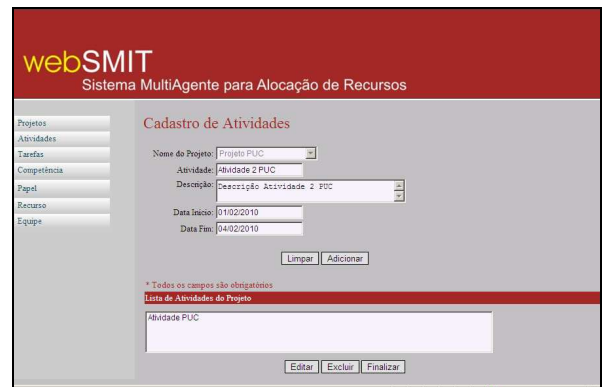 webSMIT
Sistema MultiAgente para Alocação de Recursos
Projetos
Atividades
Tarefas
Competência
Papel
Recurso
Equipe
Cadastro de Atividades
Nome do Projeto: Projeto PUC
Atividade: Atividade 2 PUC
Descrição: Descrição Atividade 2 PUC
Data Inicio: 01/02/2010
Data Fim: 04/02/2010
Limpar Adicionar
* Todos os campos são obrigatórios
Lista de Atividades do Projeto
Atividade PUC
Editar Excluir Finalizar